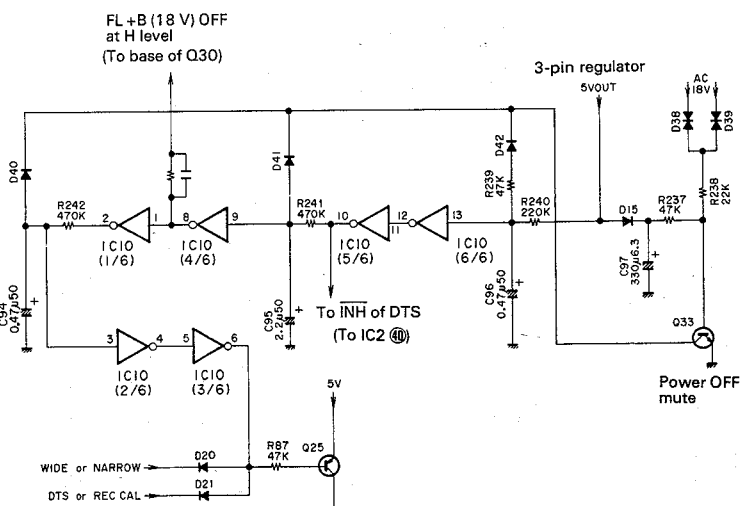 FL +B (18 V) OFF
at H level
(To base of Q30)
3-pin regulator
5VOUT
AC
18V
D38
D39
D40
D41
D42
R239
47K
R238
22K
R242
470K
2
1
8
9
R241
470K
10
12
11
13
R240
220K
D15
R237
47K
IC10
(1/6)
IC10
(4/6)
IC10
(5/6)
IC10
(6/6)
C94
0.47µ50
+
C95
2.2µ50
+
To INH of DTS
(To IC2 ㊵)
C96
0.47µ50
+
C97
330µ6.3
+
Q33
Power OFF
mute
3
4
5
6
IC10
(2/6)
IC10
(3/6)
5V
WIDE or NARROW
D20
R87
47K
Q25
DTS or REC CAL
D21